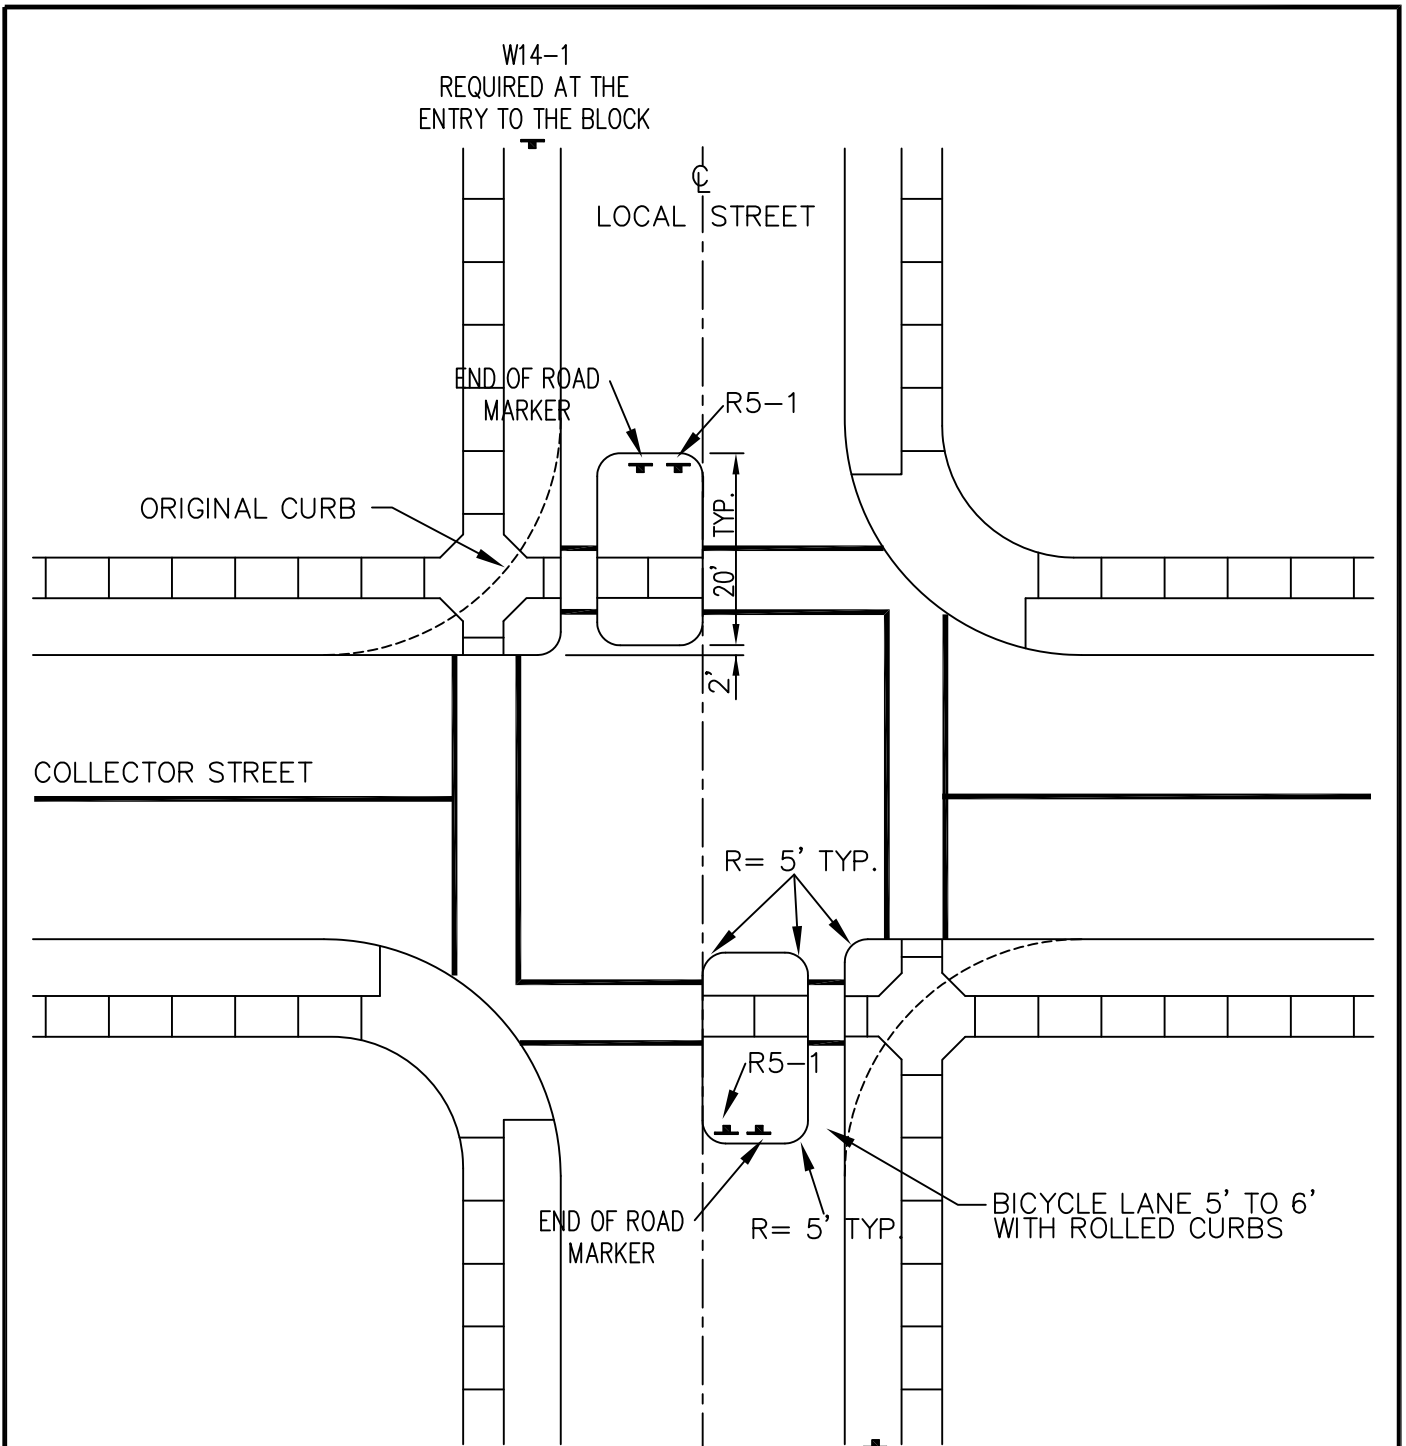 W14-1
REQUIRED AT THE
ENTRY TO THE BLOCK
℄
LOCAL STREET
END OF ROAD
MARKER
R5-1
ORIGINAL CURB
20' TYP.
2'
COLLECTOR STREET
R= 5' TYP.
R5-1
END OF ROAD
MARKER
R= 5' TYP.
BICYCLE LANE 5' TO 6'
WITH ROLLED CURBS